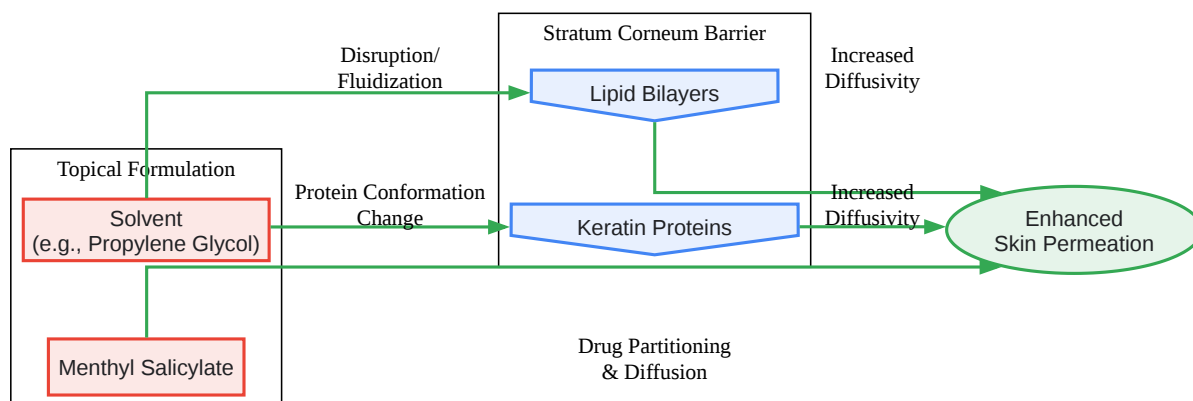 Stratum Corneum Barrier
Disruption/
Fluidization
Lipid Bilayers
Increased
Diffusivity
Topical Formulation
Solvent
(e.g., Propylene Glycol)
Protein Conformation
Change
Keratin Proteins
Increased
Diffusivity
Enhanced
Skin Permeation
Menthyl Salicylate
Drug Partitioning
& Diffusion